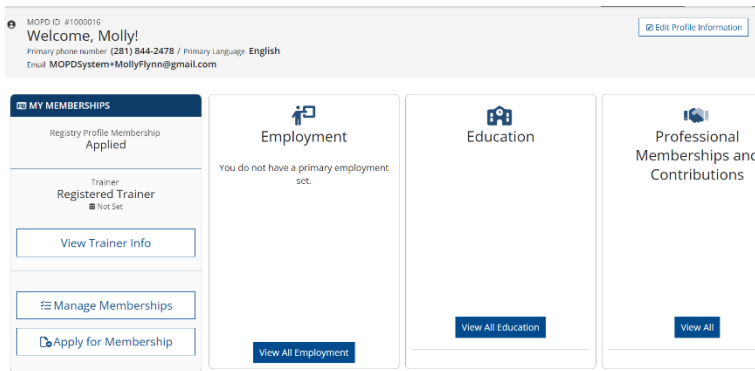 MOPD ID #1000016
Welcome, Molly!
Primary phone number (281) 844-2478 / Primary Language English
Email MOPDSystem+MollyFlynn@gmail.com
Edit Profile Information
MY MEMBERSHIPS
Registry Profile Membership
Applied
Trainer
Registered Trainer
Not Set
View Trainer Info
Manage Memberships
Apply for Membership
Employment
You do not have a primary employment
set.
View All Employment
Education
View All Education
Professional
Memberships and
Contributions
View All